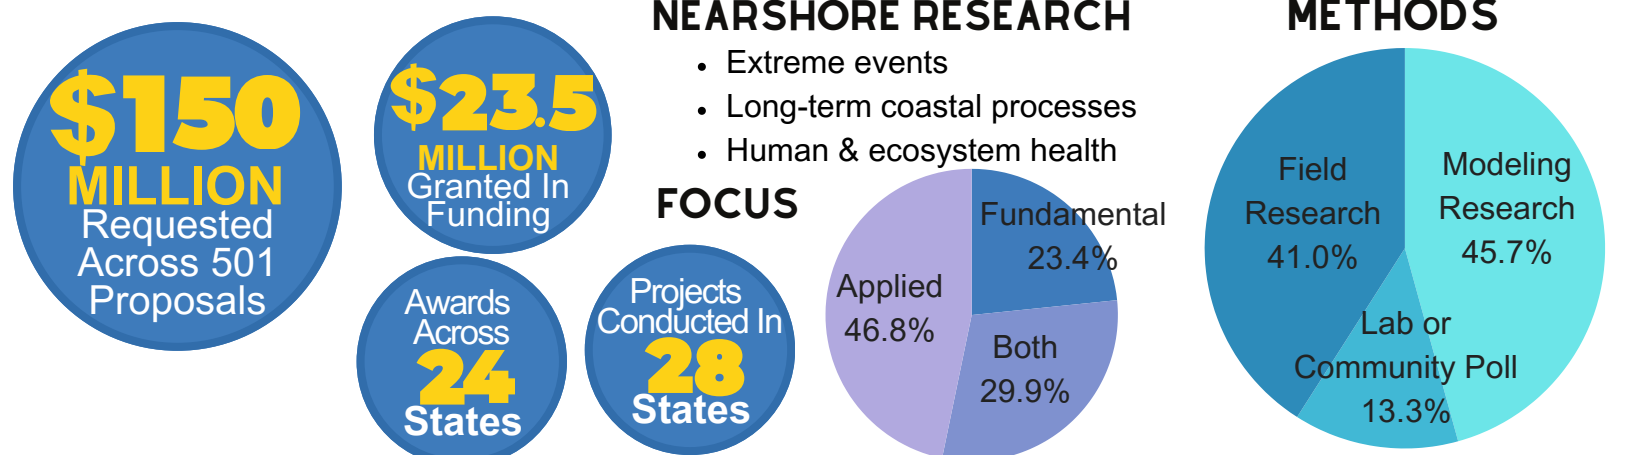 $150
MILLION
Requested
Across 501
Proposals
$23.5
MILLION
Granted In
Funding
Awards
Across
24
States
Projects
Conducted In
28
States
NEARSHORE RESEARCH
• Extreme events
• Long-term coastal processes
• Human & ecosystem health
FOCUS
Fundamental
23.4%
Applied
46.8%
Both
29.9%
METHODS
Field
Research
41.0%
Modeling
Research
45.7%
Lab or
Community Poll
13.3%